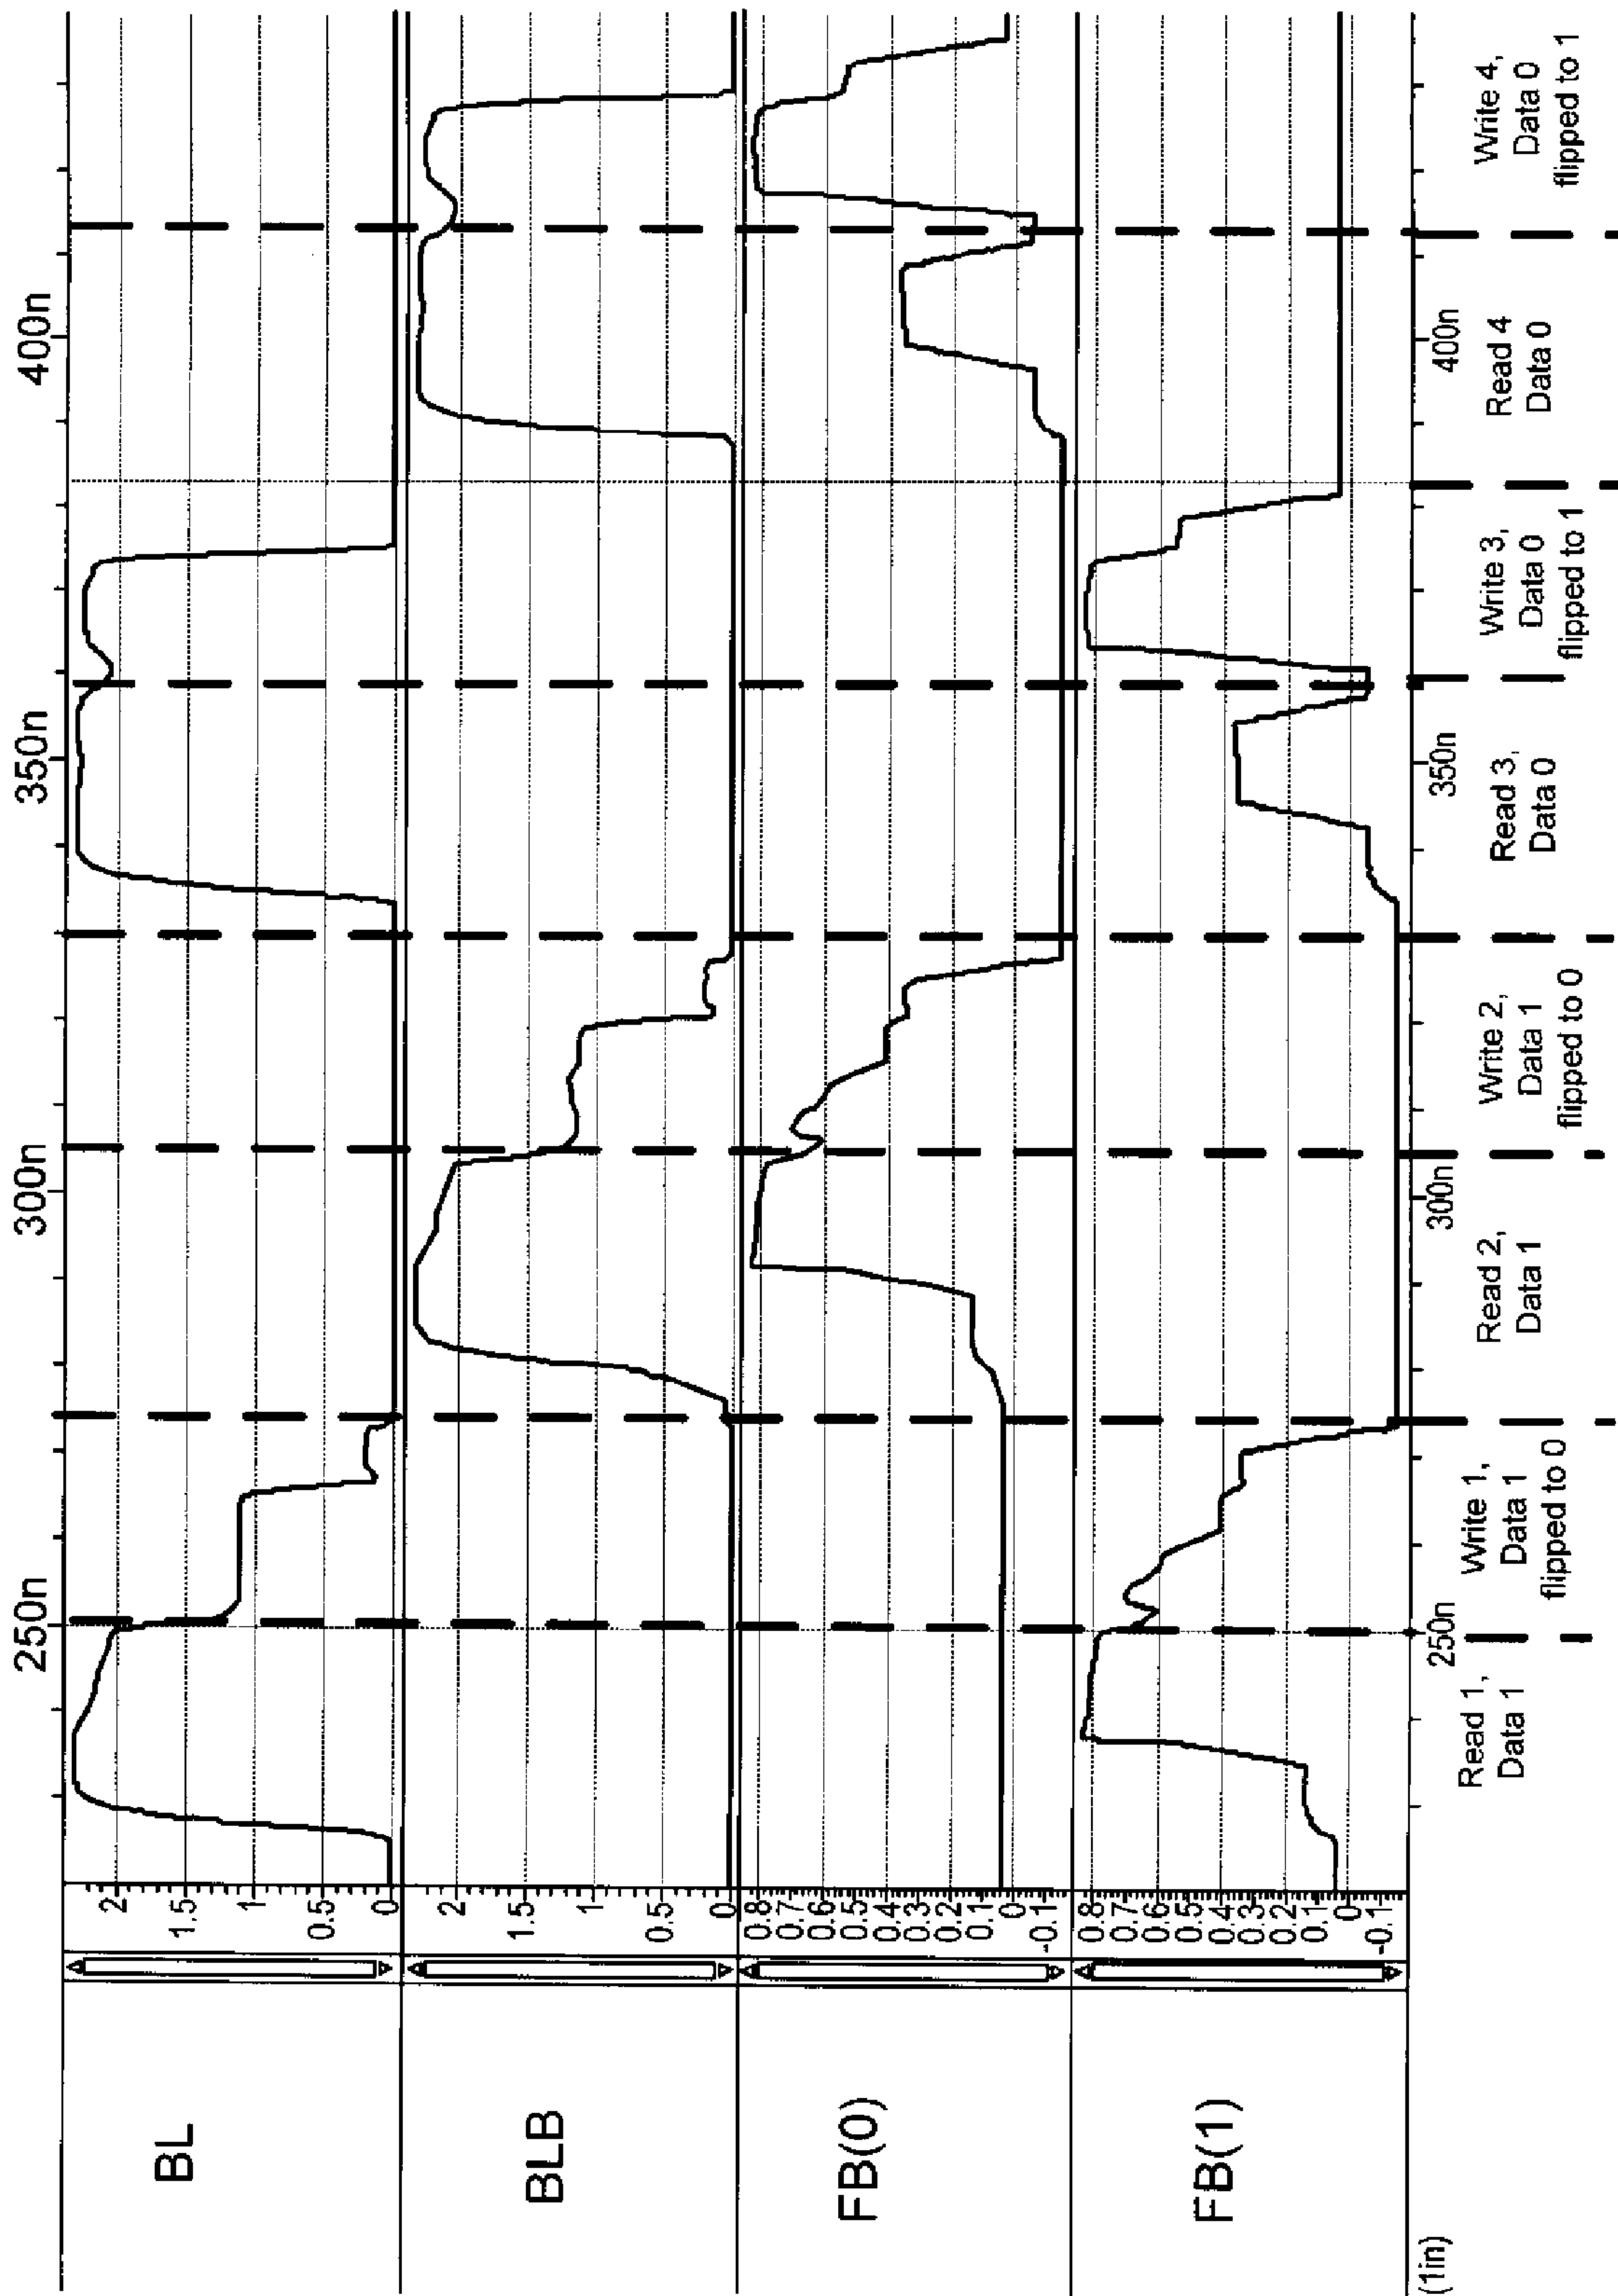 250n
300n
350n
400n
BL
2
1.5
1
0.5
BLB
2
1.5
1
0.5
0
FB(0)
0.8
0.7
0.6
0.5
0.4
0.3
0.2
0.1
0
-0.1
FB(1)
0.8
0.7
0.6
0.5
0.4
0.3
0.2
0.1
0
-0.1
(1in)
250n
300n
350n
400n
Read 1,
Data 1
Write 1,
Data 1
flipped to 0
Read 2,
Data 1
Write 2,
Data 1
flipped to 0
Read 3,
Data 0
Write 3,
Data 0
flipped to 1
Read 4
Data 0
Write 4,
Data 0
flipped to 1